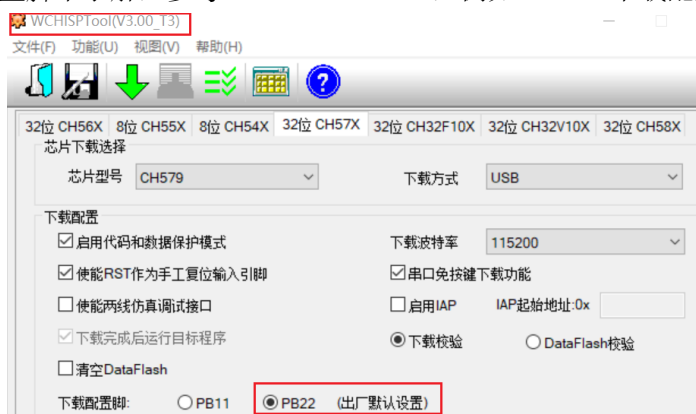 WCHISPTool(V3.00_T3)
文件(F) 功能(U) 视图(V) 帮助(H)
32位 CH56X 8位 CH55X 8位 CH54X 32位 CH57X 32位 CH32F10X 32位 CH32V10X 32位 CH58X
芯片下载选择
芯片型号 CH579 下载方式 USB
下载配置
启用代码和数据保护模式 下载波特率 115200
使能RST作为手工复位输入引脚 串口免按键下载功能
使能两线仿真调试接口 启用IAP IAP起始地址:0x
下载完成后运行目标程序 下载校验 DataFlash校验
清空DataFlash
下载配置脚: PB11 PB22 (出厂默认设置)